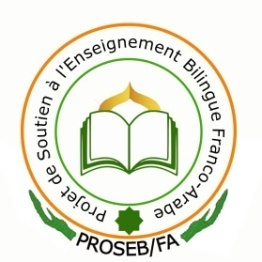 Projet de Soutien à l'Enseignement Bilingue Franco-Arabe
PROSEB/FA